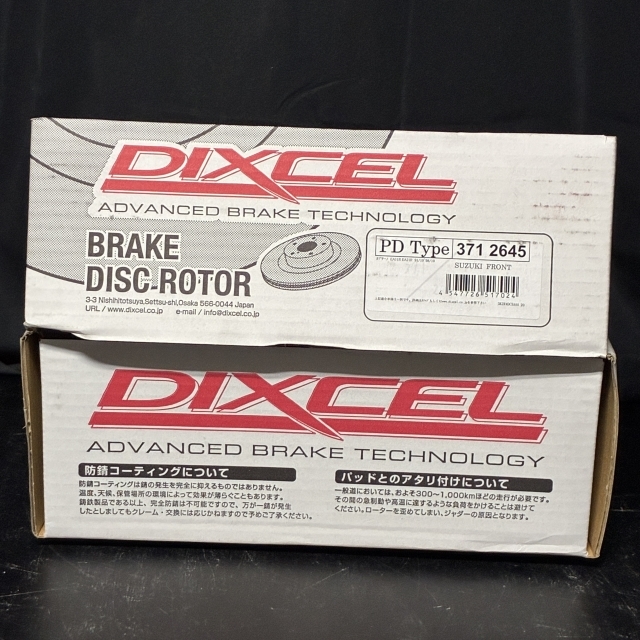 DIXCEL
ADVANCED BRAKE TECHNOLOGY
BRAKE
DISC-ROTOR
3-3 Nishihitotsuya,Settsu-shi,Osaka 566-0044 Japan
URL / www.dixcel.co.jp e-mail / info@dixcel.co.jp
PD Type 371 2645
SUZUKI FRONT
4 547726 517024
DIXCEL
ADVANCED BRAKE TECHNOLOGY
防錆コーティングについて
防錆コーティングは錆の発生を完全に抑えるものではありません。
温度、天候、保管場所の環境によって効果が薄らぐこともあります。
鋳鉄製品である以上、完全防錆は不可能ですので、万が一錆が発生
したとしましてもクレーム・交換には応じかねますので予めご了承ください。
パッドとのアタリ付けについて
一般道においては、およそ300~1,000kmほどの走行が必要です。
その間の急制動や高温に達するような負荷をかけることは避けて
ください。ローターを歪めてしまい、ジャダーの原因となります。